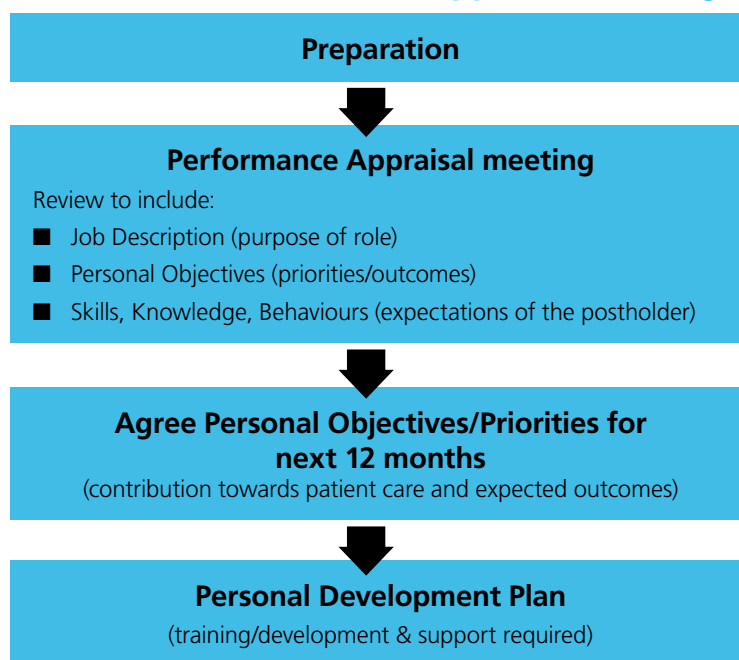 Preparation
Performance Appraisal meeting
Review to include:
■ Job Description (purpose of role)
■ Personal Objectives (priorities/outcomes)
■ Skills, Knowledge, Behaviours (expectations of the postholder)
Agree Personal Objectives/Priorities for
next 12 months
(contribution towards patient care and expected outcomes)
Personal Development Plan
(training/development & support required)